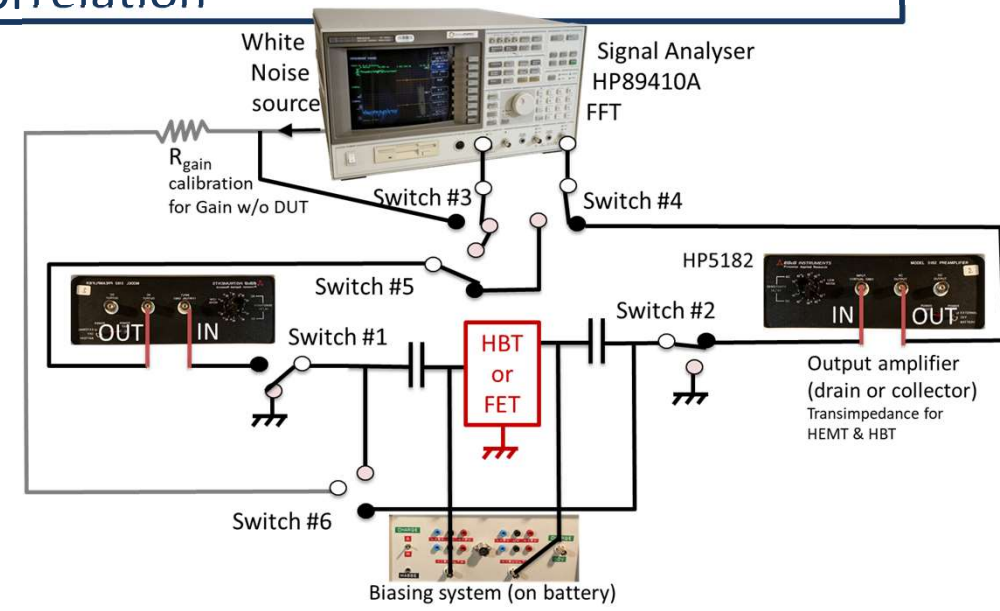 White
Noise
source
Signal Analyser
HP89410A
FFT
Rgain
calibration
for Gain w/o DUT
Switch #3
Switch #4
HP5182
Switch #5
OUT
IN
Switch #1
Switch #2
IN
OUT
HBT
or
FET
Output amplifier
(drain or collector)
Transimpedance for
HEMT & HBT
Switch #6
Biasing system (on battery)